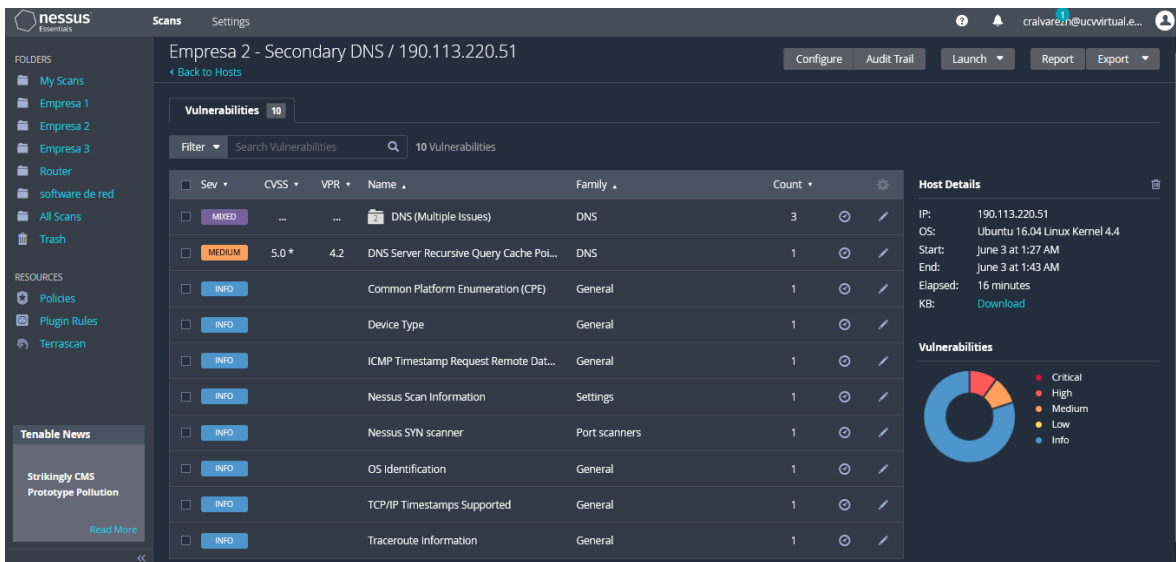 nessus
Essentials
Scans Settings
1
cralvarezn@ucvvirtual.e...
FOLDERS
My Scans
Empresa 1
Empresa 2
Empresa 3
Router
software de red
All Scans
Trash
RESOURCES
Policies
Plugin Rules
Terrascan
Tenable News
Strikingly CMS
Prototype Pollution
Read More
Empresa 2 - Secondary DNS / 190.113.220.51
Back to Hosts
Configure Audit Trail Launch Report Export
Vulnerabilities 10
Filter Search Vulnerabilities 10 Vulnerabilities
Sev CVSS VPR Name Family Count
MIXED ... ... 2 DNS (Multiple Issues) DNS 3
MEDIUM 5.0 * 4.2 DNS Server Recursive Query Cache Poi... DNS 1
INFO Common Platform Enumeration (CPE) General 1
INFO Device Type General 1
INFO ICMP Timestamp Request Remote Dat... General 1
INFO Nessus Scan Information Settings 1
INFO Nessus SYN scanner Port scanners 1
INFO OS Identification General 1
INFO TCP/IP Timestamps Supported General 1
INFO Traceroute Information General 1
Host Details
IP: 190.113.220.51
OS: Ubuntu 16.04 Linux Kernel 4.4
Start: June 3 at 1:27 AM
End: June 3 at 1:43 AM
Elapsed: 16 minutes
KB: Download
Vulnerabilities
Critical
High
Medium
Low
Info